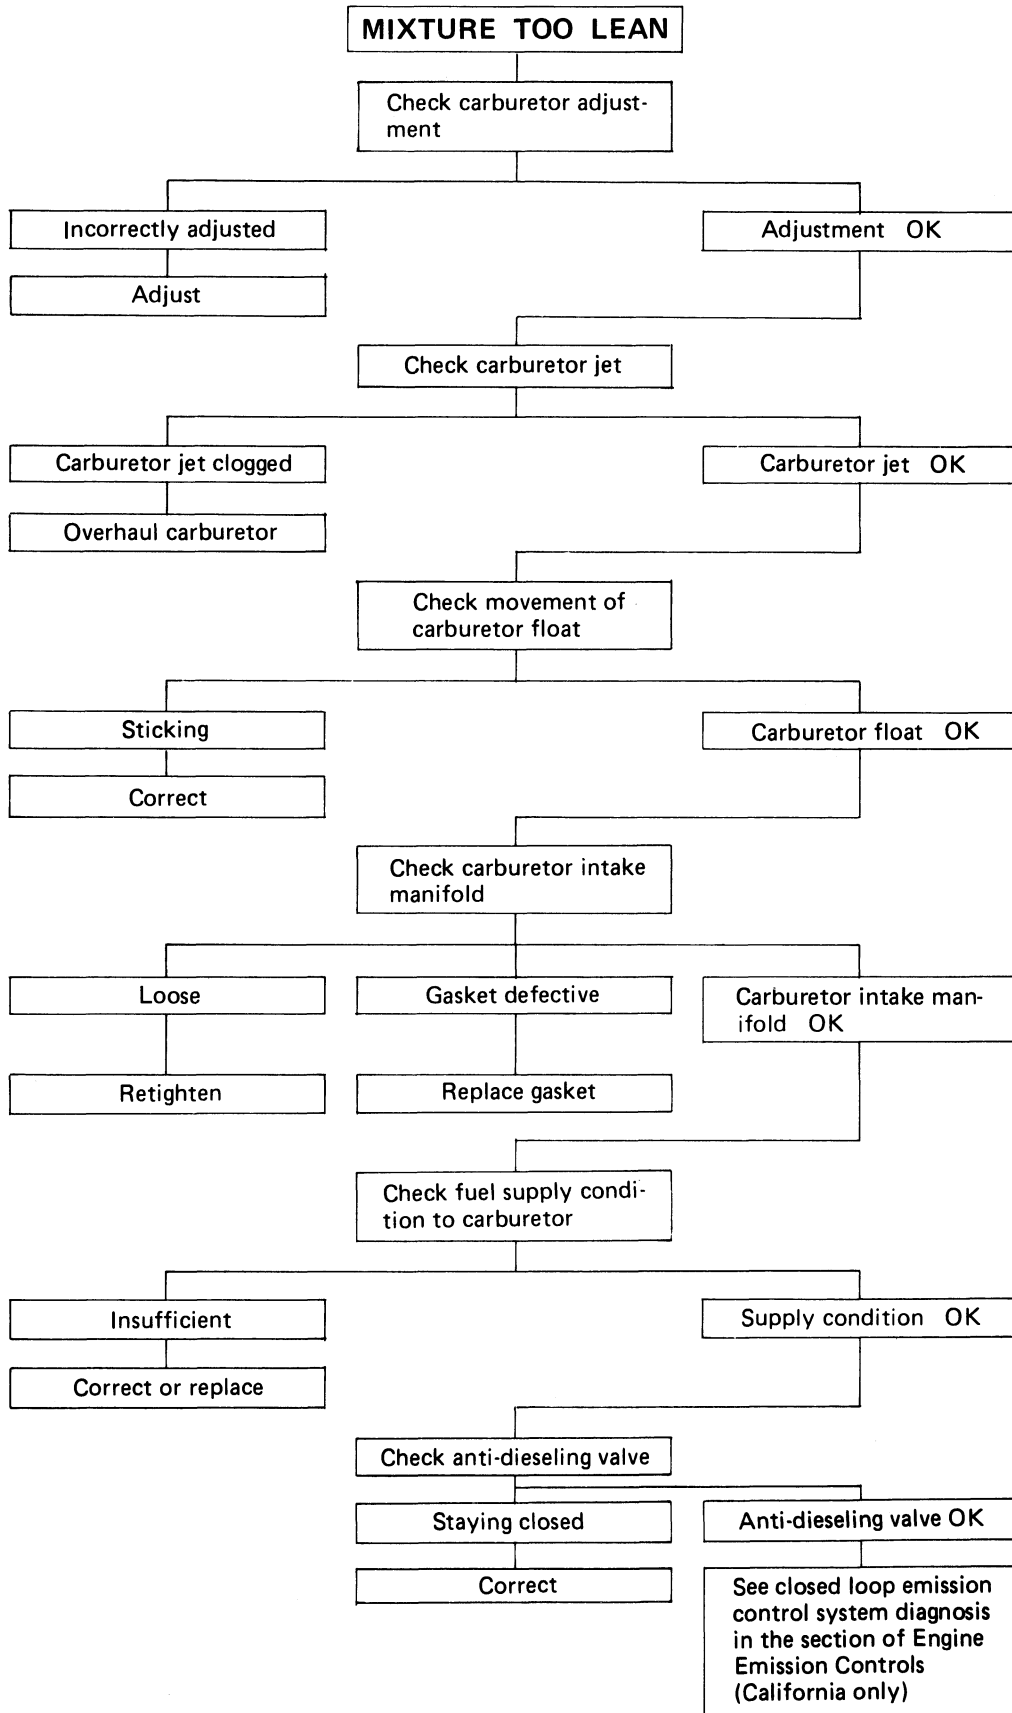 MIXTURE TOO LEAN
Check carburetor adjust-
ment
Incorrectly adjusted
Adjustment OK
Adjust
Check carburetor jet
Carburetor jet clogged
Carburetor jet OK
Overhaul carburetor
Check movement of
carburetor float
Sticking
Carburetor float OK
Correct
Check carburetor intake
manifold
Loose
Gasket defective
Carburetor intake man-
ifold OK
Retighten
Replace gasket
Check fuel supply condi-
tion to carburetor
Insufficient
Supply condition OK
Correct or replace
Check anti-dieseling valve
Staying closed
Anti-dieseling valve OK
Correct
See closed loop emission
control system diagnosis
in the section of Engine
Emission Controls
(California only)